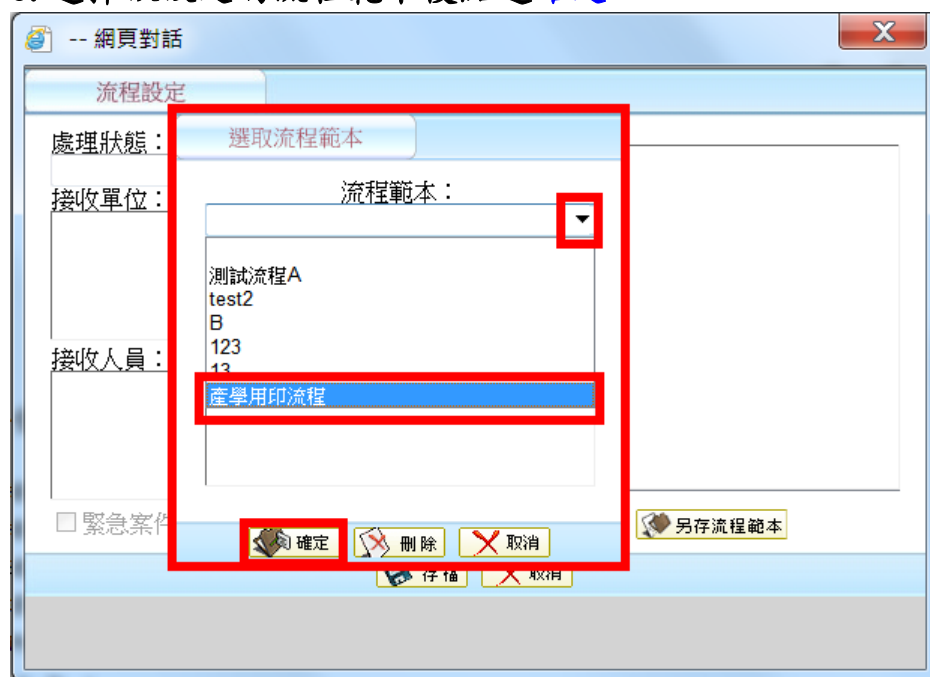 -- 網頁對話
流程設定
處理狀態：
選取流程範本
接收單位：
流程範本：
測試流程A
test2
B
123
13
接收人員：
產學用印流程
緊急案件
確定
刪除
取消
另存流程範本
存檔
取消